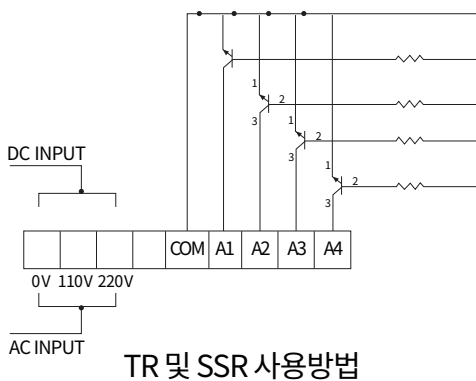 1
2
3
1
2
3
1
2
3
DC INPUT
COM A1 A2 A3 A4
0V 110V 220V
AC INPUT
TR 및 SSR 사용방법